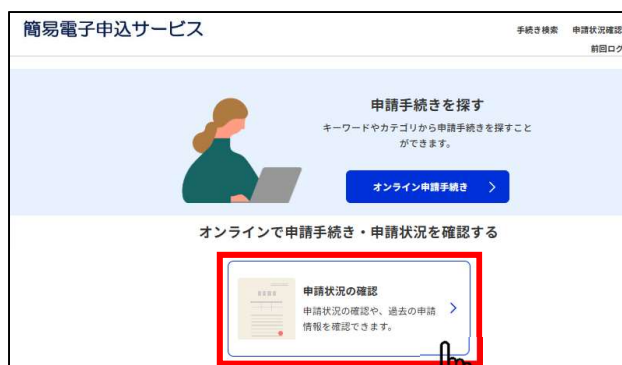 簡易電子申込サービス
手続き検索 申請状況確認
前回ログ
申請手続きを探す
キーワードやカテゴリから申請手続きを探すこと
ができます。
オンライン申請手続き
オンラインで申請手続き・申請状況を確認する
申請状況の確認
申請状況の確認や、過去の申請
情報を確認できます。